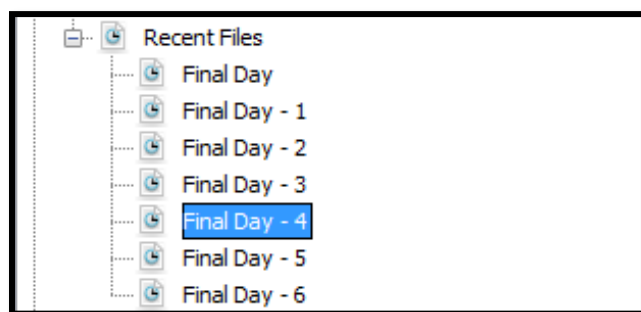 Recent Files
Final Day
Final Day - 1
Final Day - 2
Final Day - 3
Final Day - 4
Final Day - 5
Final Day - 6